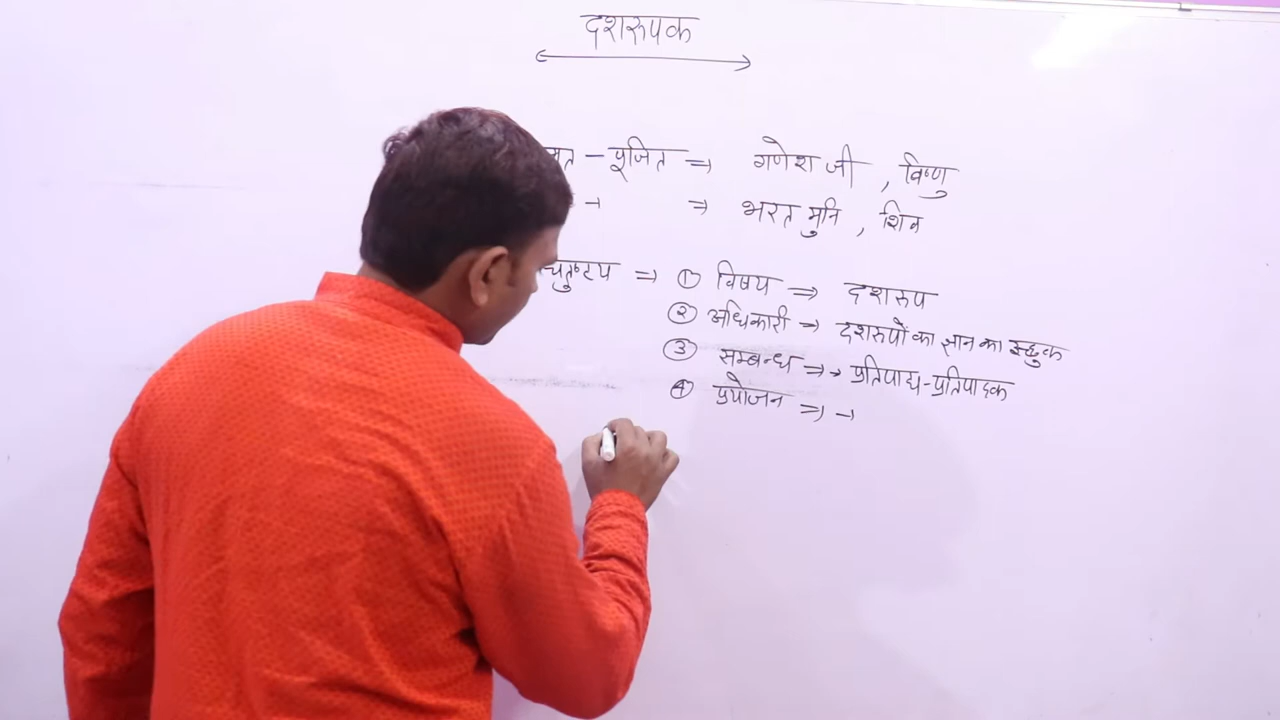 दशरूपक
– पूजित ⇒ गणेश जी , विष्णु
→ ⇒ भरत मुनि , शिव
चतुष्टय ⇒ ① विषय ⇒ दशरूप
② अधिकारी → दशरूपों का ज्ञान का
③ सम्बन्ध ⇒ → प्रतिपाद्य-प्रतिपादक
④ प्रयोजन ⇒ →